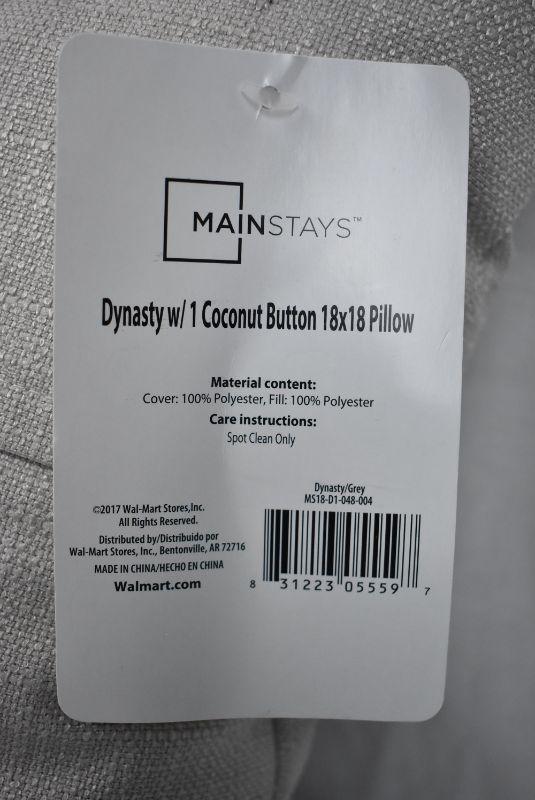 MAINSTAYS™
Dynasty w/ 1 Coconut Button 18x18 Pillow
Material content:
Cover: 100% Polyester, Fill: 100% Polyester
Care instructions:
Spot Clean Only
Dynasty/Grey
MS18-D1-048-004
©2017 Wal-Mart Stores,Inc.
All Rights Reserved.
Distributed by/Distribuido por
Wal-Mart Stores, Inc., Bentonville, AR 72716
MADE IN CHINA/HECHO EN CHINA
Walmart.com
8 31223 05559 7